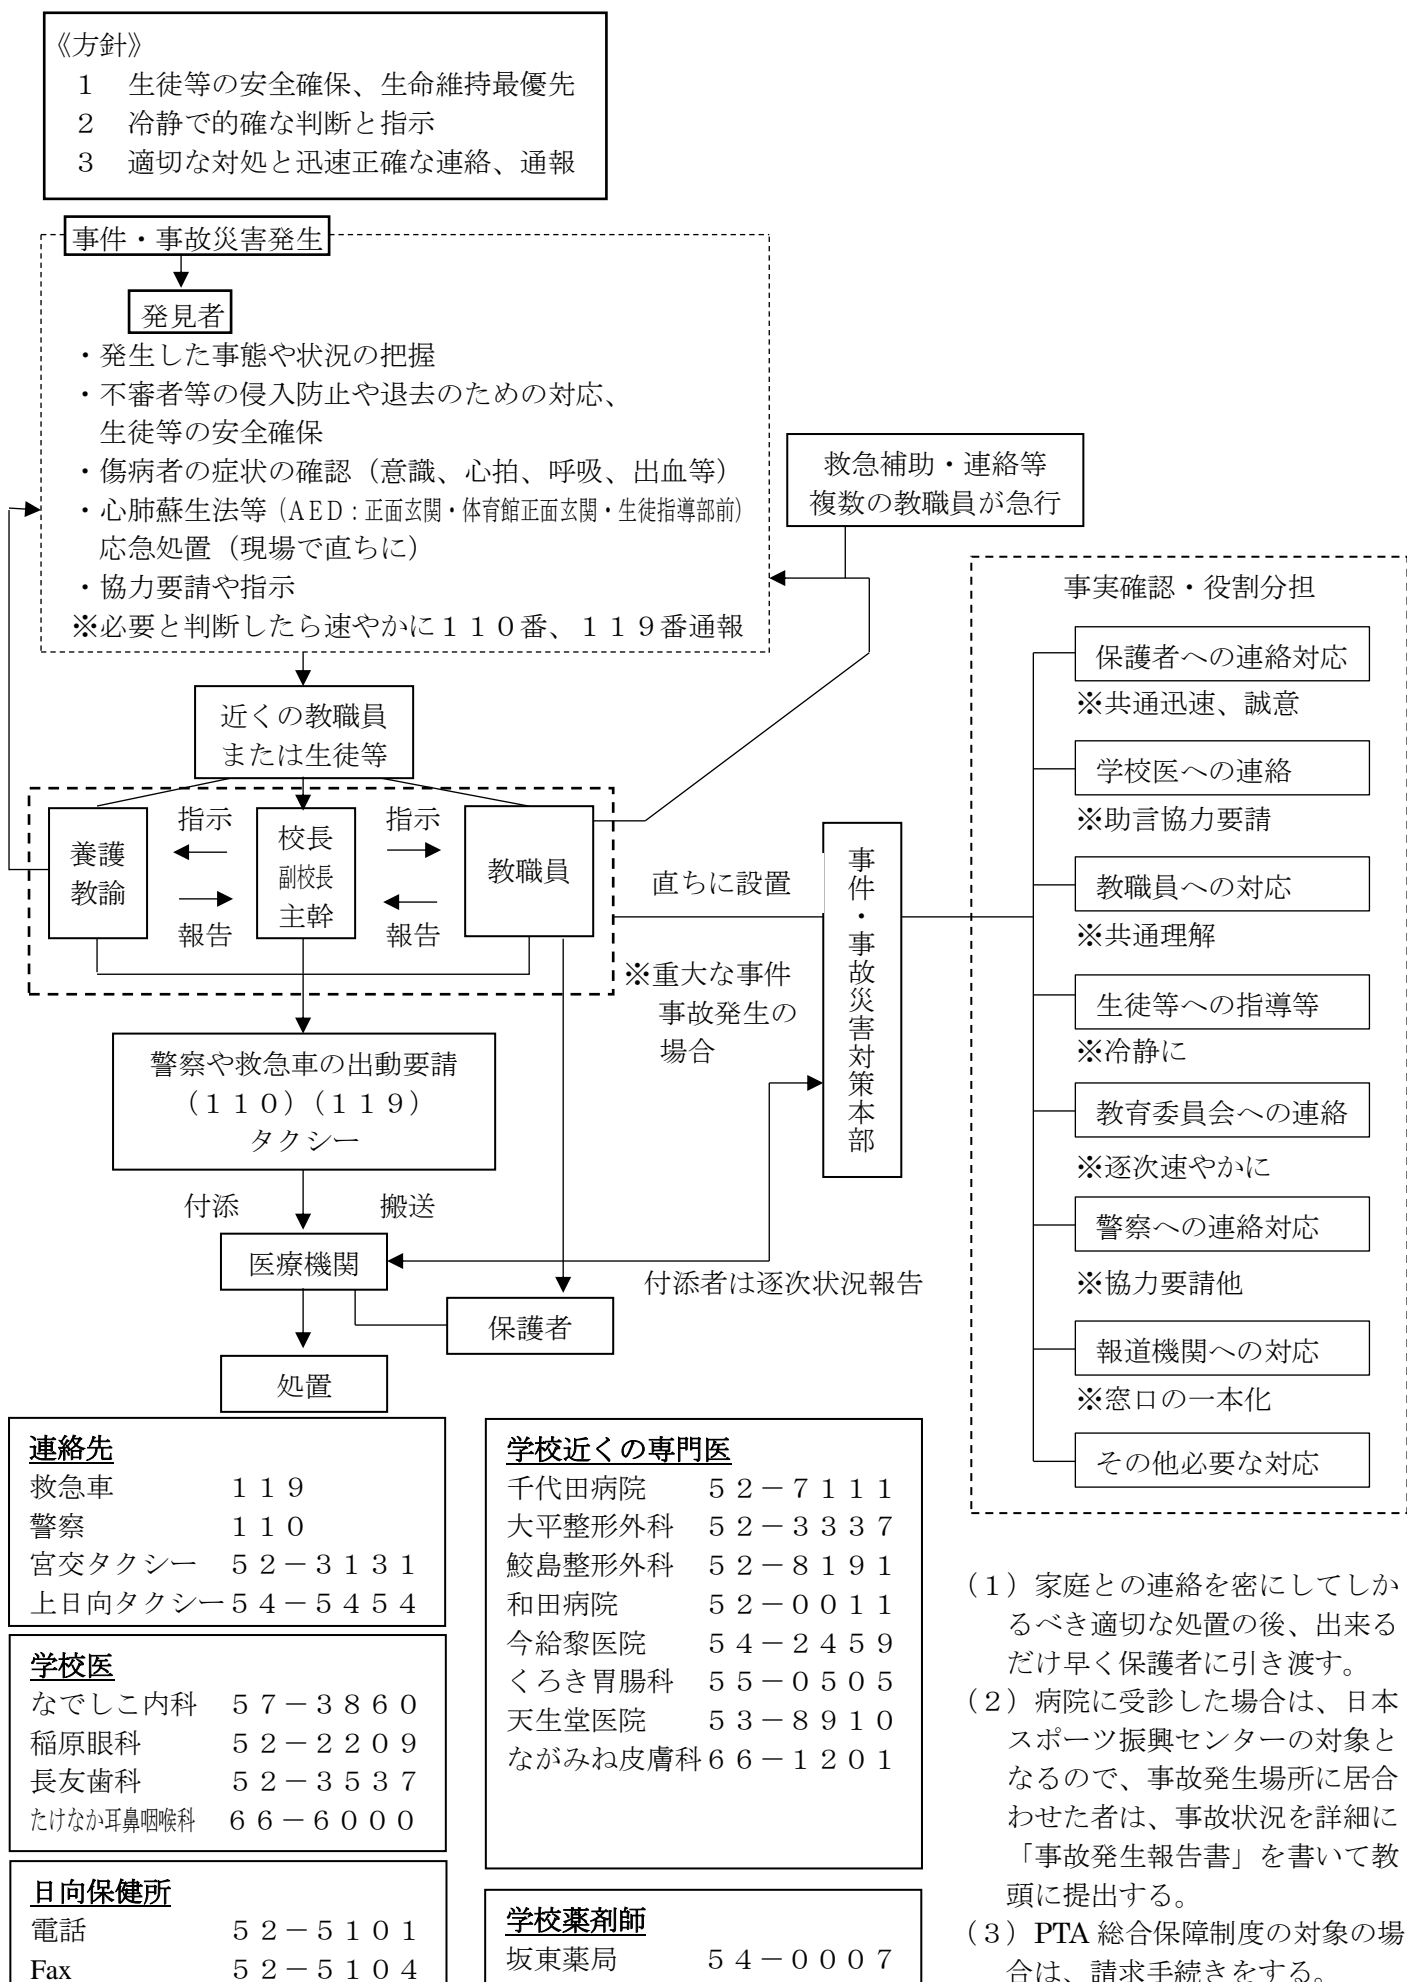 《方針》
１　生徒等の安全確保、生命維持最優先
２　冷静で的確な判断と指示
３　適切な対処と迅速正確な連絡、通報
事件・事故災害発生
発見者
・発生した事態や状況の把握
・不審者等の侵入防止や退去のための対応、
生徒等の安全確保
・傷病者の症状の確認（意識、心拍、呼吸、出血等）
・心肺蘇生法等（ＡＥＤ：正面玄関・体育館正面玄関・生徒指導部前）
応急処置（現場で直ちに）
・協力要請や指示
※必要と判断したら速やかに１１０番、１１９番通報
救急補助・連絡等
複数の教職員が急行
近くの教職員
または生徒等
養護
教諭
指示
報告
校長
副校長
主幹
指示
報告
教職員
直ちに設置
※重大な事件
事故発生の
場合
事件・事故災害対策本部
警察や救急車の出動要請
（１１０）（１１９）
タクシー
付添　搬送
医療機関
付添者は逐次状況報告
保護者
処置
事実確認・役割分担
保護者への連絡対応
※共通迅速、誠意
学校医への連絡
※助言協力要請
教職員への対応
※共通理解
生徒等への指導等
※冷静に
教育委員会への連絡
※逐次速やかに
警察への連絡対応
※協力要請他
報道機関への対応
※窓口の一本化
その他必要な対応
連絡先
救急車　１１９
警察　１１０
宮交タクシー　５２－３１３１
上日向タクシー５４－５４５４
学校医
なでしこ内科　５７－３８６０
稲原眼科　５２－２２０９
長友歯科　５２－３５３７
たけなか耳鼻咽喉科　６６－６０００
日向保健所
電話　５２－５１０１
Fax　５２－５１０４
学校近くの専門医
千代田病院　５２－７１１１
大平整形外科　５２－３３３７
鮫島整形外科　５２－８１９１
和田病院　５２－００１１
今給黎医院　５４－２４５９
くろき胃腸科　５５－０５０５
天生堂医院　５３－８９１０
ながみね皮膚科６６－１２０１
学校薬剤師
坂東薬局　５４－０００７
（１）家庭との連絡を密にしてしか
るべき適切な処置の後、出来る
だけ早く保護者に引き渡す。
（２）病院に受診した場合は、日本
スポーツ振興センターの対象と
なるので、事故発生場所に居合
わせた者は、事故状況を詳細に
「事故発生報告書」を書いて教
頭に提出する。
（３）PTA 総合保障制度の対象の場
合は、請求手続きをする。